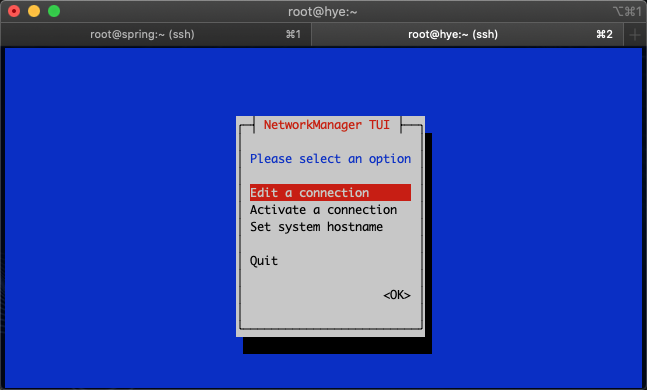 root@hye:~
⌥⌘1
root@spring:~ (ssh) ⌘1
root@hye:~ (ssh) ⌘2
NetworkManager TUI
Please select an option
Edit a connection
Activate a connection
Set system hostname
Quit
<OK>